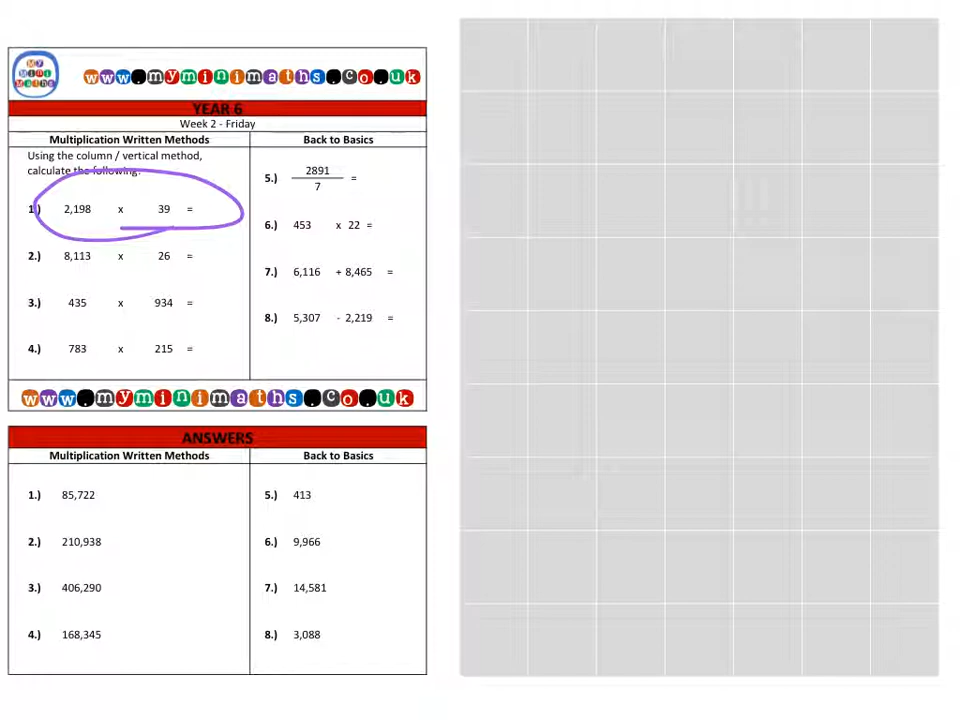 My
Mini
Maths
www.myminimaths.co.uk
YEAR 6
Week 2 - Friday
Multiplication Written Methods
Back to Basics
Using the column / vertical method,
calculate the following:
1.) 2,198 x 39 =
2.) 8,113 x 26 =
3.) 435 x 934 =
4.) 783 x 215 =
5.) 2891
7 =
6.) 453 x 22 =
7.) 6,116 + 8,465 =
8.) 5,307 - 2,219 =
www.myminimaths.co.uk
ANSWERS
Multiplication Written Methods
Back to Basics
1.) 85,722
2.) 210,938
3.) 406,290
4.) 168,345
5.) 413
6.) 9,966
7.) 14,581
8.) 3,088